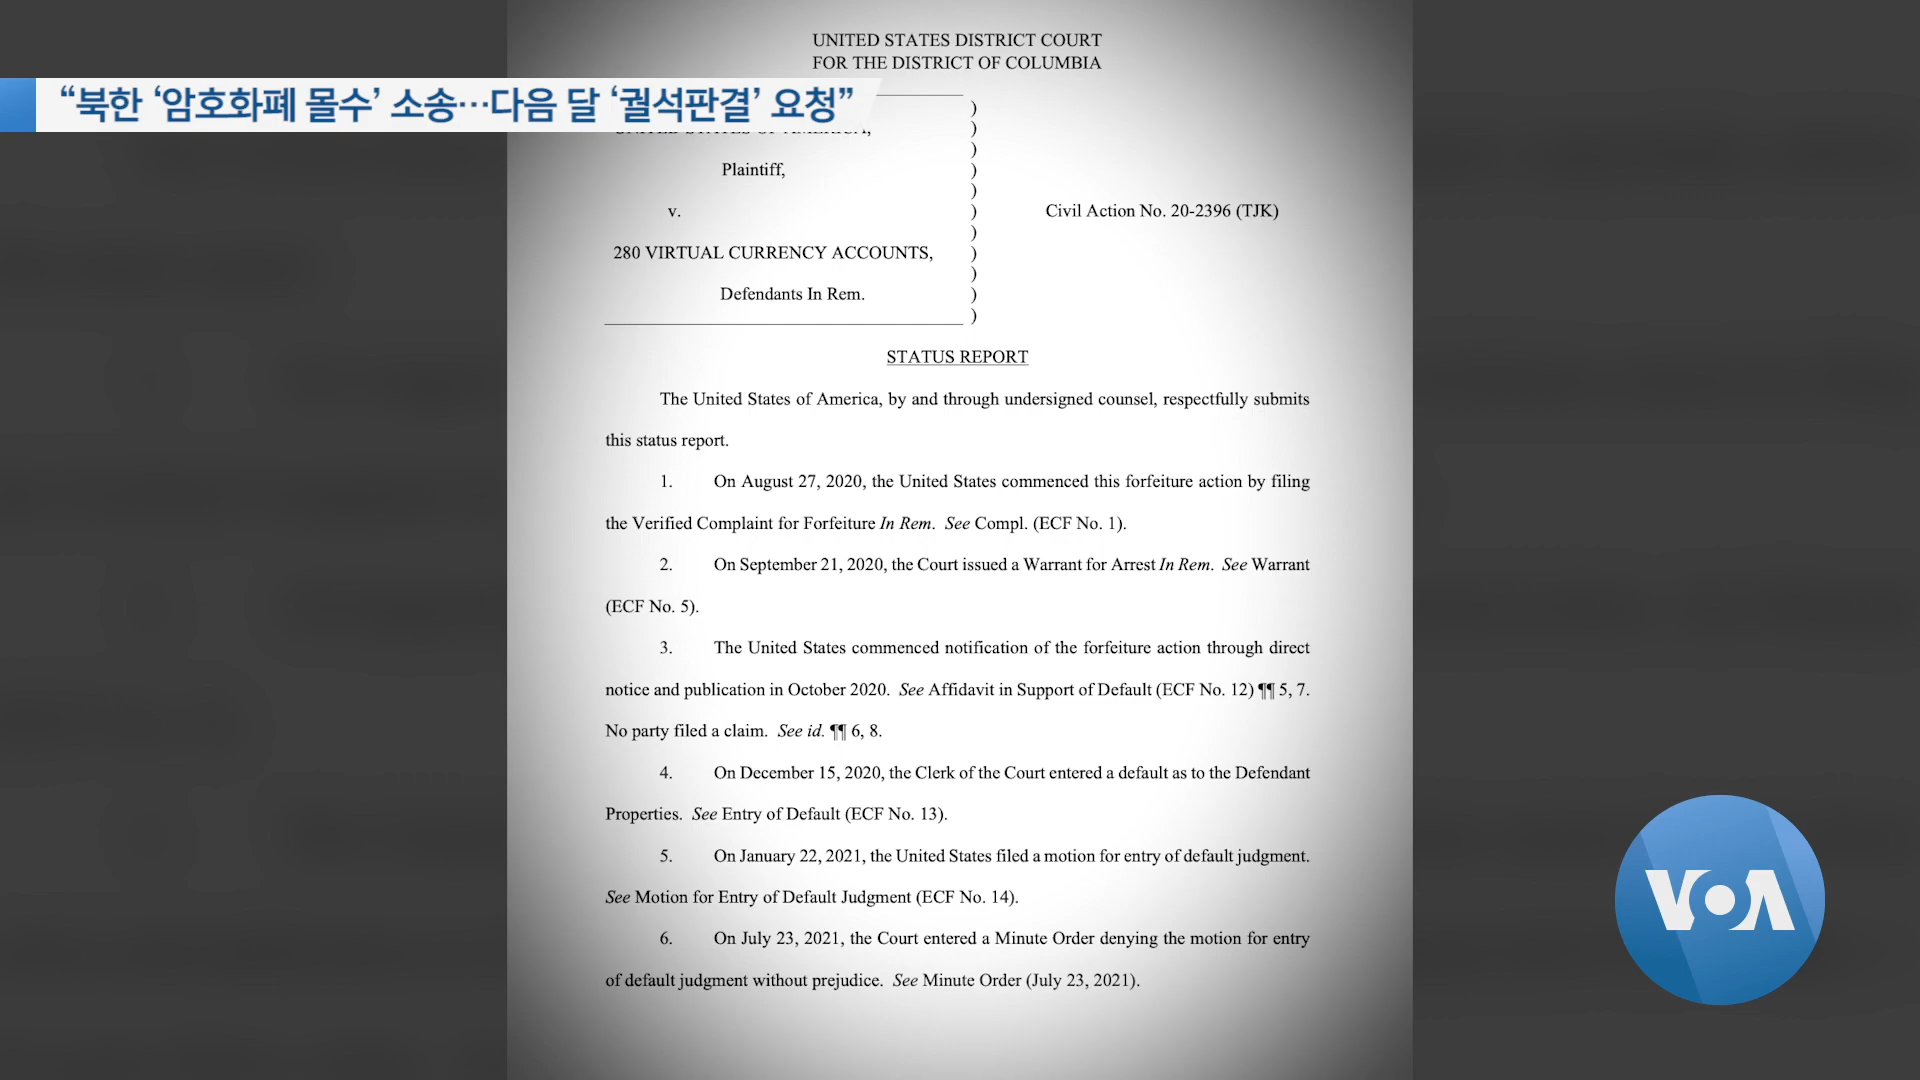 UNITED STATES DISTRICT COURT
FOR THE DISTRICT OF COLUMBIA
“북한 ‘암호화폐 몰수’ 소송…다음 달 ‘궐석판결’ 요청”
UNITED STATES OF AMERICA,
Plaintiff,
v.
280 VIRTUAL CURRENCY ACCOUNTS,
Defendants In Rem.
)
)
)
)
)
)
)
)
)
)
)
Civil Action No. 20-2396 (TJK)
STATUS REPORT
The United States of America, by and through undersigned counsel, respectfully submits
this status report.
1. On August 27, 2020, the United States commenced this forfeiture action by filing
the Verified Complaint for Forfeiture In Rem. See Compl. (ECF No. 1).
2. On September 21, 2020, the Court issued a Warrant for Arrest In Rem. See Warrant
(ECF No. 5).
3. The United States commenced notification of the forfeiture action through direct
notice and publication in October 2020. See Affidavit in Support of Default (ECF No. 12) ¶¶ 5, 7.
No party filed a claim. See id. ¶¶ 6, 8.
4. On December 15, 2020, the Clerk of the Court entered a default as to the Defendant
Properties. See Entry of Default (ECF No. 13).
5. On January 22, 2021, the United States filed a motion for entry of default judgment.
See Motion for Entry of Default Judgment (ECF No. 14).
6. On July 23, 2021, the Court entered a Minute Order denying the motion for entry
of default judgment without prejudice. See Minute Order (July 23, 2021).
VOA